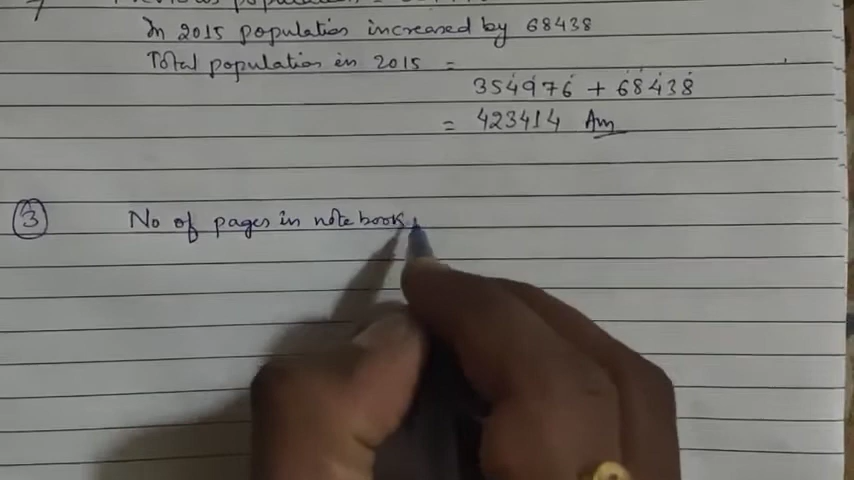 In 2015 population increased by 68438
Total population in 2015 =
354976 + 68438
= 423414 Ans
3 No of pages in notebooks